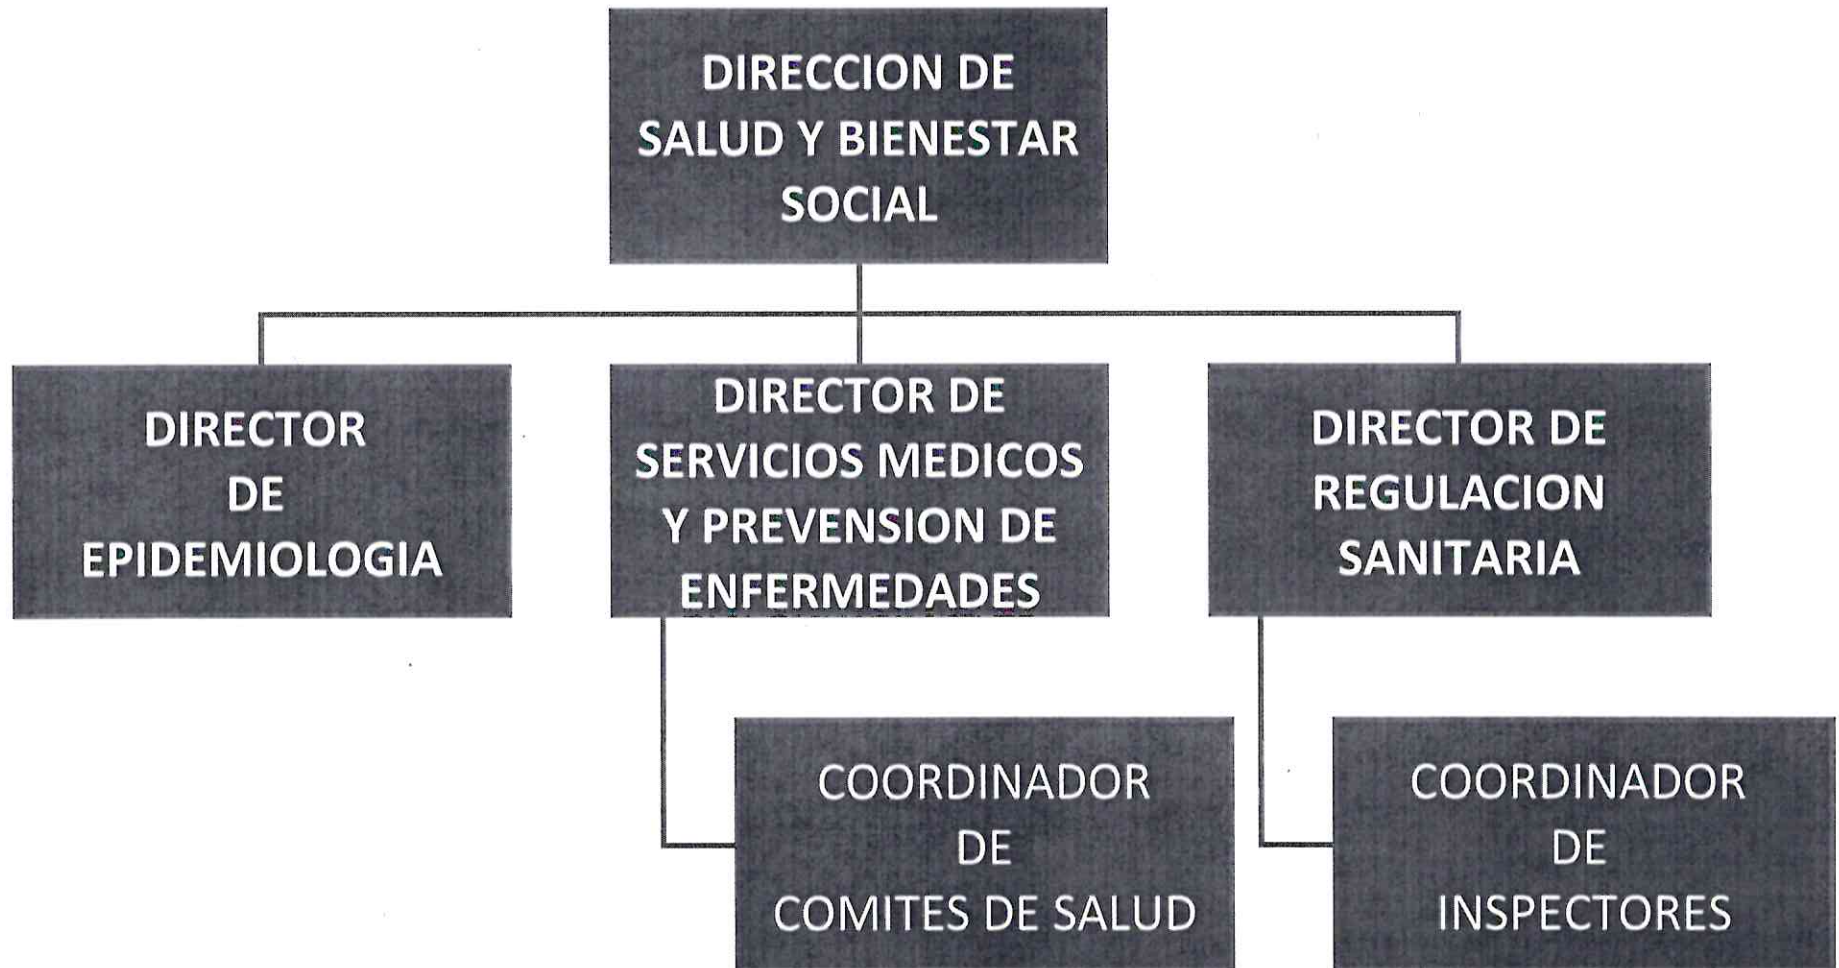 DIRECCION DE
SALUD Y BIENESTAR
SOCIAL
DIRECTOR
DE
EPIDEMIOLOGIA
DIRECTOR DE
SERVICIOS MEDICOS
Y PREVENSION DE
ENFERMEDADES
DIRECTOR DE
REGULACION
SANITARIA
COORDINADOR
DE
COMITES DE SALUD
COORDINADOR
DE
INSPECTORES